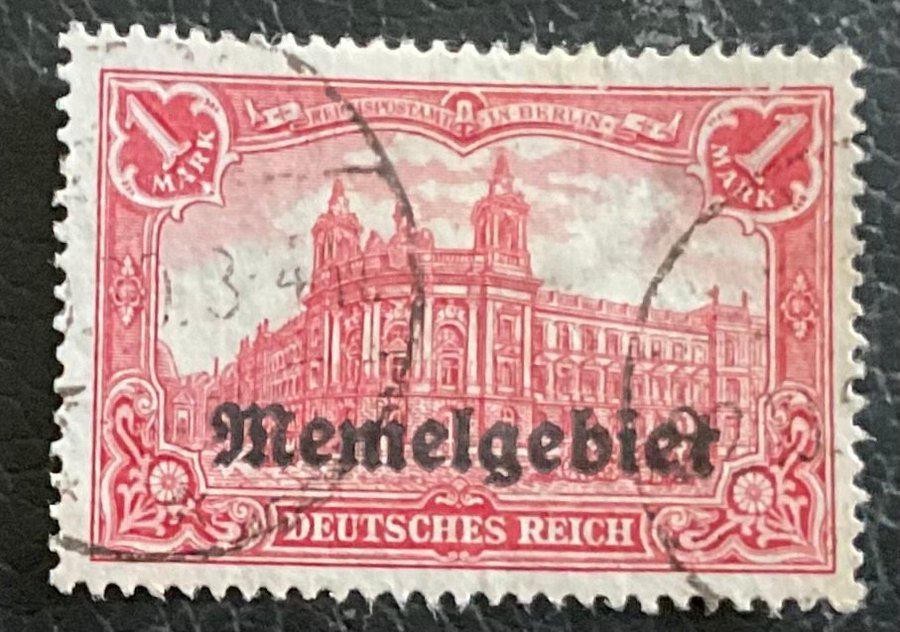 1 MARK
REICHSPOSTAMT IN BERLIN
1 MARK
Memelgebiet
DEUTSCHES REICH